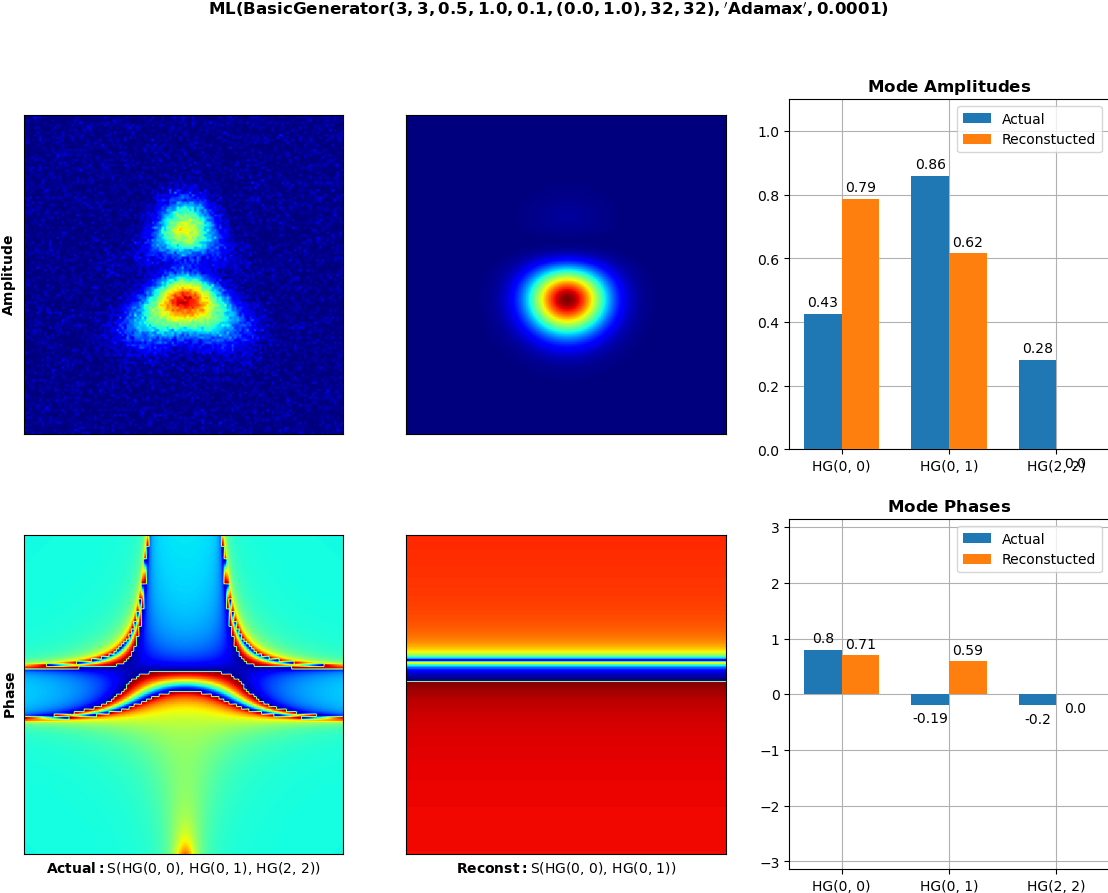 ML(BasicGenerator(3, 3, 0.5, 1.0, 0.1, (0.0, 1.0), 32, 32), ′Adamax′, 0.0001)
Amplitude
Mode Amplitudes
Actual
Reconstucted
1.0
0.8
0.6
0.4
0.2
0.0
0.43
0.79
0.86
0.62
0.28
0.0
HG(0, 0)
HG(0, 1)
HG(2, 2)
Phase
Actual: S(HG(0, 0), HG(0, 1), HG(2, 2))
Reconst: S(HG(0, 0), HG(0, 1))
Mode Phases
Actual
Reconstucted
3
2
1
0
−1
−2
−3
0.8
0.71
-0.19
0.59
-0.2
0.0
HG(0, 0)
HG(0, 1)
HG(2, 2)